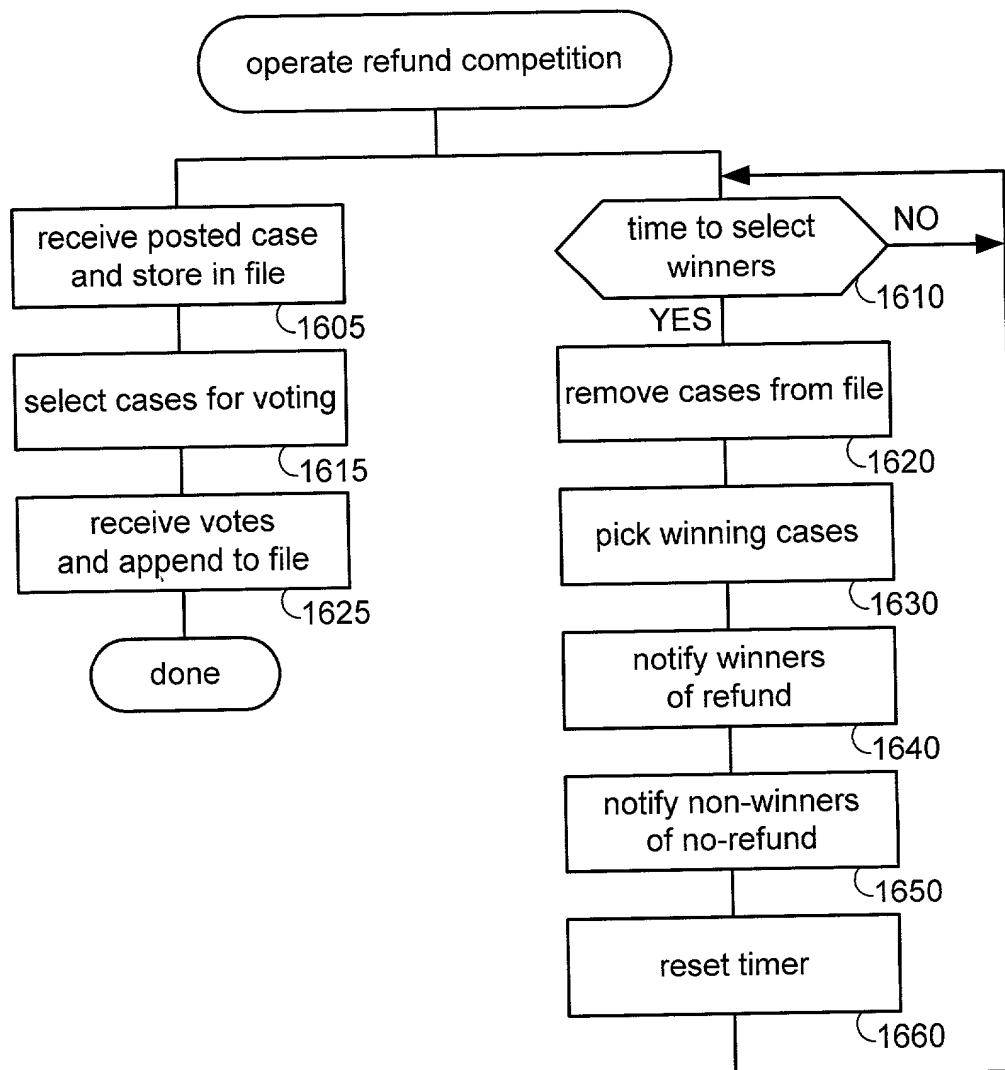 operate refund competition
receive posted case
and store in file
1605
select cases for voting
1615
receive votes
and append to file
1625
done
time to select
winners
NO
1610
YES
remove cases from file
1620
pick winning cases
1630
notify winners
of refund
1640
notify non-winners
of no-refund
1650
reset timer
1660